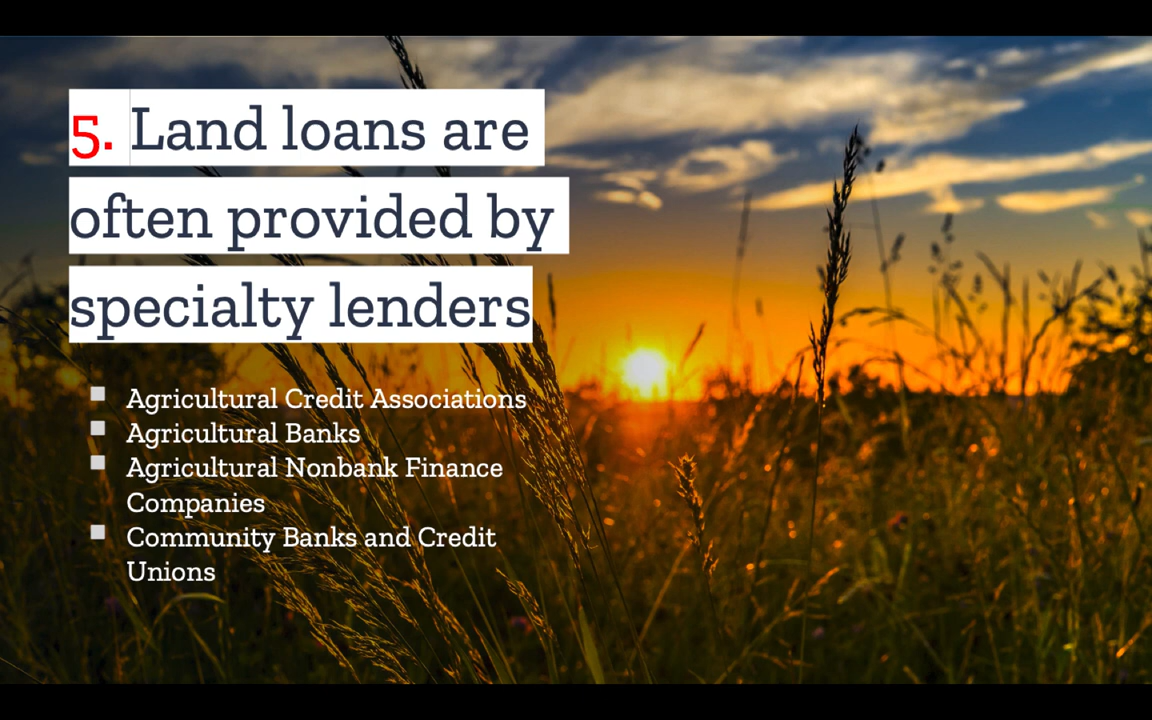 5. Land loans are
often provided by
specialty lenders
Agricultural Credit Associations
Agricultural Banks
Agricultural Nonbank Finance
Companies
Community Banks and Credit
Unions